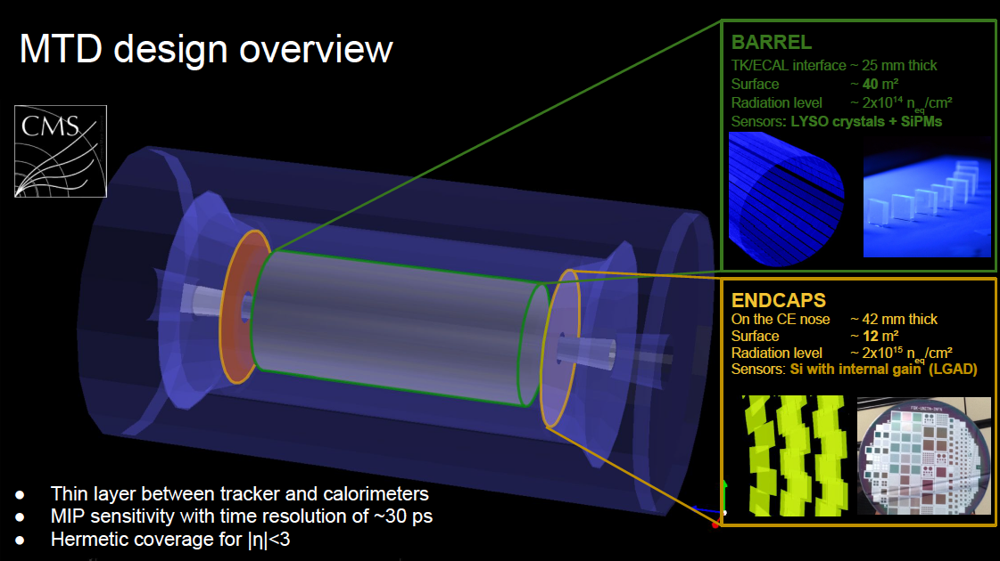 MTD design overview
CMS
BARREL
TK/ECAL interface ~ 25 mm thick
Surface ~ 40 m²
Radiation level ~ 2x10¹⁴ n_eq/cm²
Sensors: LYSO crystals + SiPMs
ENDCAPS
On the CE nose ~ 42 mm thick
Surface ~ 12 m²
Radiation level ~ 2x10¹⁵ n_eq/cm²
Sensors: Si with internal gain (LGAD)
● Thin layer between tracker and calorimeters
● MIP sensitivity with time resolution of ~30 ps
● Hermetic coverage for |η|<3